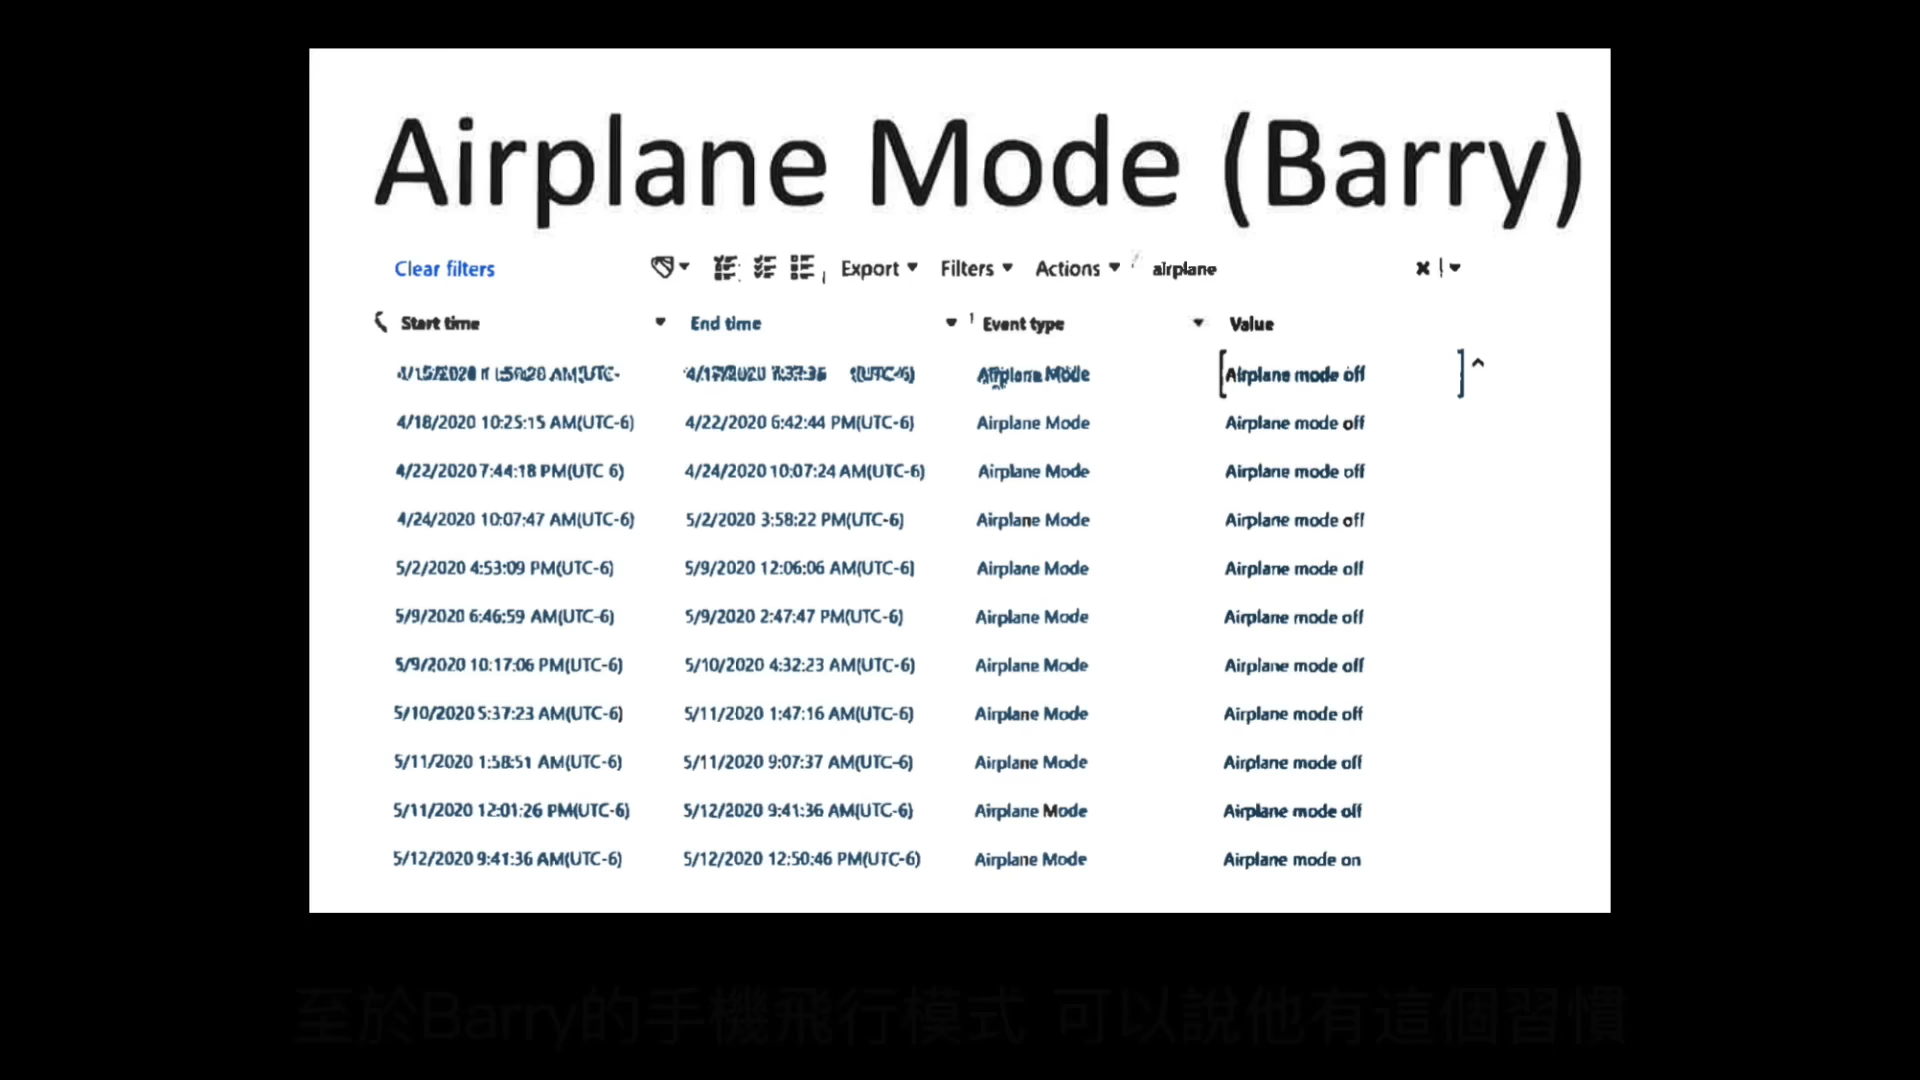 Airplane Mode (Barry)
Clear filters Export Filters Actions airplane
Start time End time Event type Value
Airplane Mode Airplane mode off
4/18/2020 10:25:15 AM(UTC-6) 4/22/2020 6:42:44 PM(UTC-6) Airplane Mode Airplane mode off
4/22/2020 7:44:18 PM(UTC 6) 4/24/2020 10:07:24 AM(UTC-6) Airplane Mode Airplane mode off
4/24/2020 10:07:47 AM(UTC-6) 5/2/2020 3:58:22 PM(UTC-6) Airplane Mode Airplane mode off
5/2/2020 4:53:09 PM(UTC-6) 5/9/2020 12:06:06 AM(UTC-6) Airplane Mode Airplane mode off
5/9/2020 6:46:59 AM(UTC-6) 5/9/2020 2:47:47 PM(UTC-6) Airplane Mode Airplane mode off
5/9/2020 10:17:06 PM(UTC-6) 5/10/2020 4:32:23 AM(UTC-6) Airplane Mode Airplane mode off
5/10/2020 5:37:23 AM(UTC-6) 5/11/2020 1:47:16 AM(UTC-6) Airplane Mode Airplane mode off
5/11/2020 1:58:51 AM(UTC-6) 5/11/2020 9:07:37 AM(UTC-6) Airplane Mode Airplane mode off
5/11/2020 12:01:26 PM(UTC-6) 5/12/2020 9:41:36 AM(UTC-6) Airplane Mode Airplane mode off
5/12/2020 9:41:36 AM(UTC-6) 5/12/2020 12:50:46 PM(UTC-6) Airplane Mode Airplane mode on
至於Barry的手機飛行模式 可以說他有這個習慣